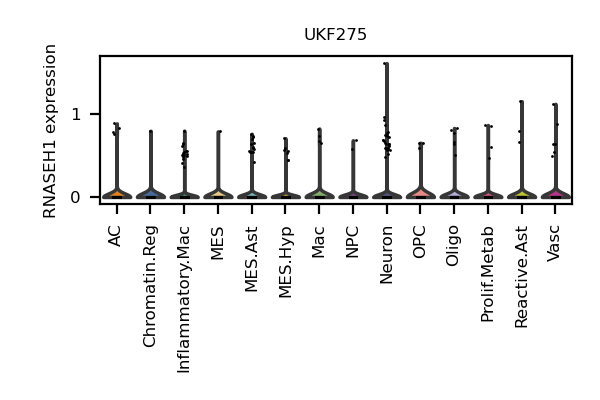 UKF275
RNASEH1 expression
1
0
AC
Chromatin.Reg
Inflammatory.Mac
MES
MES.Ast
MES.Hyp
Mac
NPC
Neuron
OPC
Oligo
Prolif.Metab
Reactive.Ast
Vasc